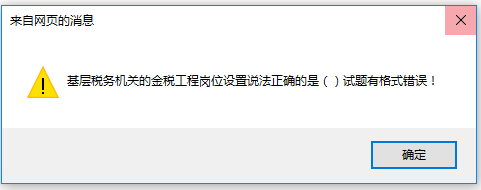 来自网页的消息
基层税务机关的金税工程岗位设置说法正确的是（ ）试题有格式错误！
确定